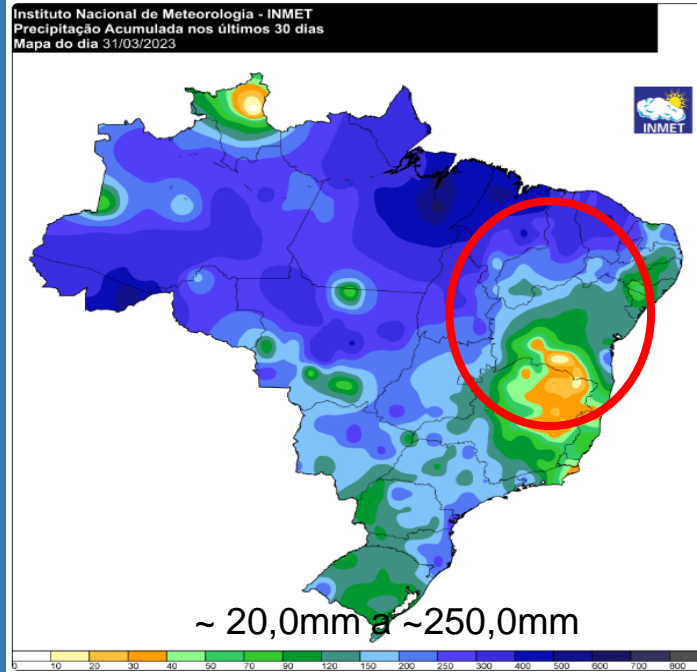 Instituto Nacional de Meteorologia - INMET
Precipitação Acumulada nos últimos 30 dias
Mapa do dia 31/03/2023
INMET
~ 20,0mm a ~250,0mm
0 10 20 30 40 50 70 90 120 150 200 250 300 400 500 600 700 800